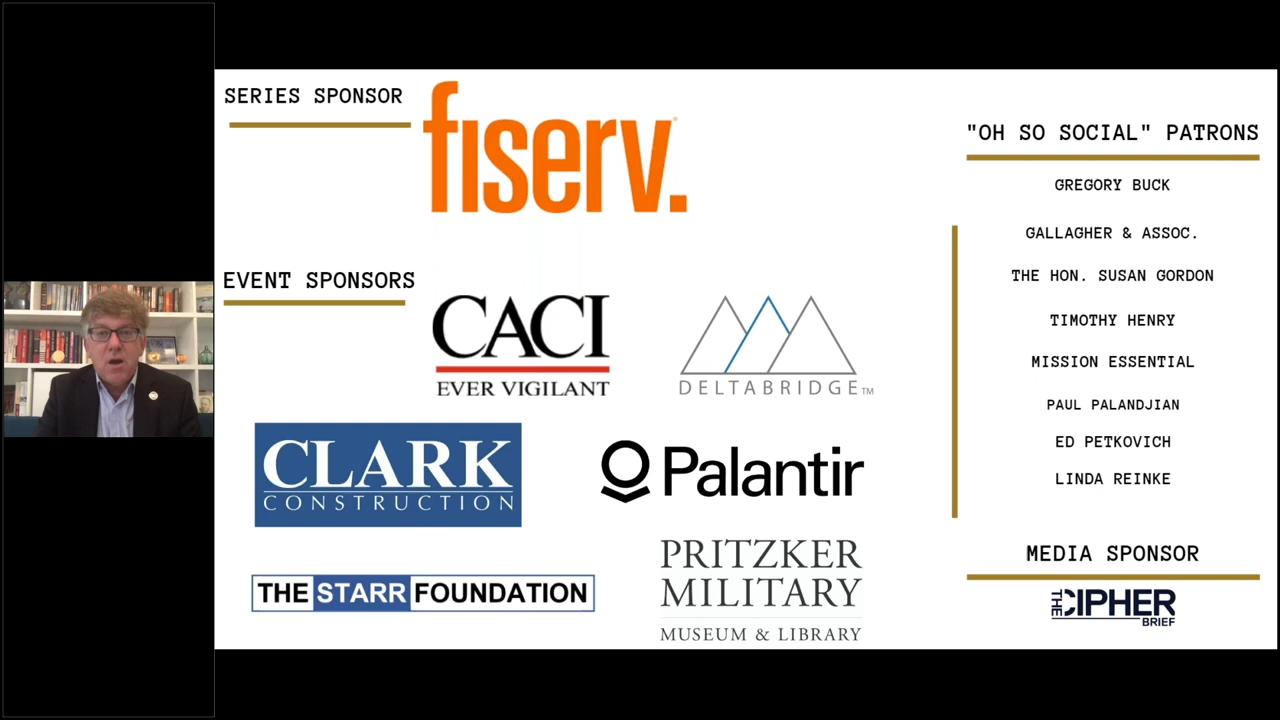 SERIES SPONSOR
fiserv.
EVENT SPONSORS
CACI
EVER VIGILANT
DELTABRIDGE™
CLARK
CONSTRUCTION
Palantir
THE STARR FOUNDATION
PRITZKER
MILITARY
MUSEUM & LIBRARY
"OH SO SOCIAL" PATRONS
GREGORY BUCK
GALLAGHER & ASSOC.
THE HON. SUSAN GORDON
TIMOTHY HENRY
MISSION ESSENTIAL
PAUL PALANDJIAN
ED PETKOVICH
LINDA REINKE
MEDIA SPONSOR
THE CIPHER
BRIEF